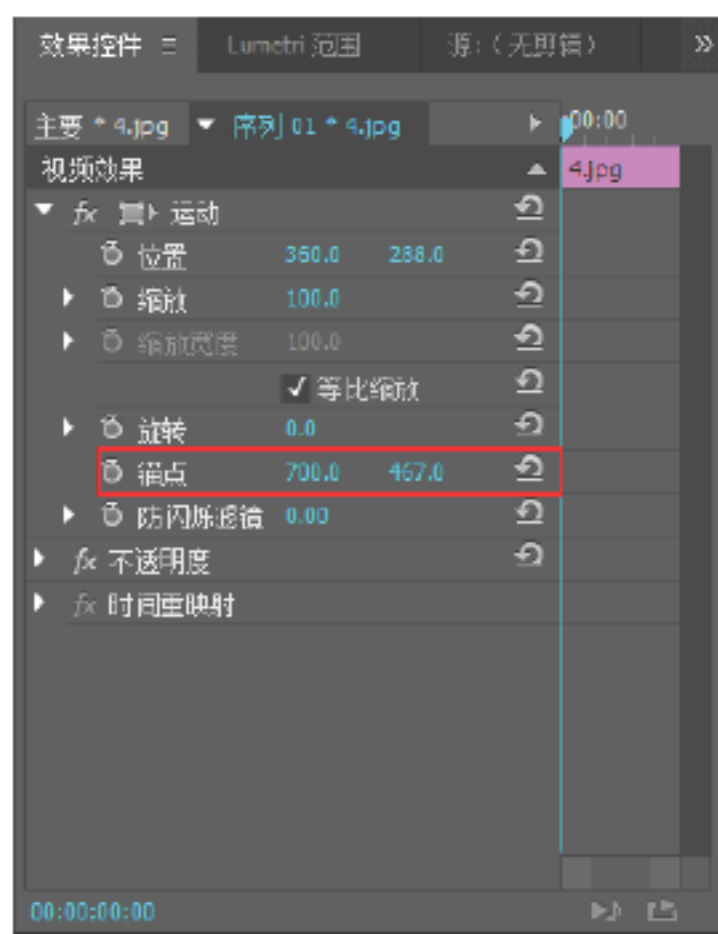 效果控件 Lumetri 范围 源:(无剪辑) »
主要 * 4.jpg 序列 01 * 4.jpg 00:00
视频效果 4.jpg
fx 运动
位置 360.0 288.0
缩放 100.0
缩放宽度 100.0
✓ 等比缩放
旋转 0.0
锚点 700.0 467.0
防闪烁滤镜 0.00
fx 不透明度
fx 时间重映射
00:00:00:00